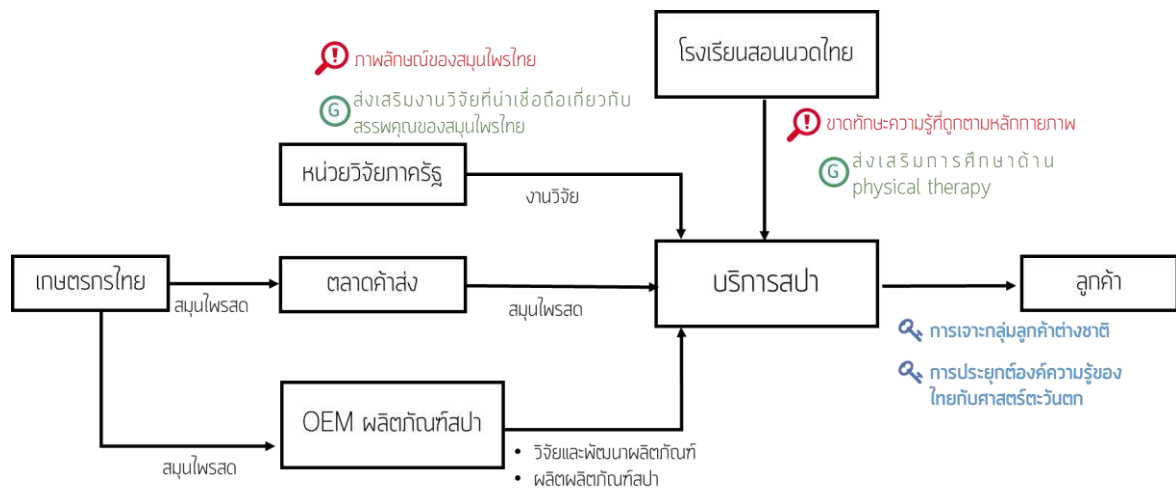 ภาพลักษณ์ของสมุนไพรไทย
G ส่งเสริมงานวิจัยที่น่าเชื่อถือเกี่ยวกับ
สรรพคุณของสมุนไพรไทย
โรงเรียนสอนนวดไทย
ขาดทักษะความรู้ที่ถูกตามหลักกายภาพ
G ส่งเสริมการศึกษาด้าน
physical therapy
หน่วยวิจัยภาครัฐ
งานวิจัย
เกษตรกรไทย
สมุนไพรสด
ตลาดค้าส่ง
สมุนไพรสด
บริการสปา
ลูกค้า
การเจาะกลุ่มลูกค้าต่างชาติ
การประยุกต์องค์ความรู้ของ
ไทยกับศาสตร์ตะวันตก
สมุนไพรสด
OEM ผลิตภัณฑ์สปา
• วิจัยและพัฒนาผลิตภัณฑ์
• ผลิตผลิตภัณฑ์สปา